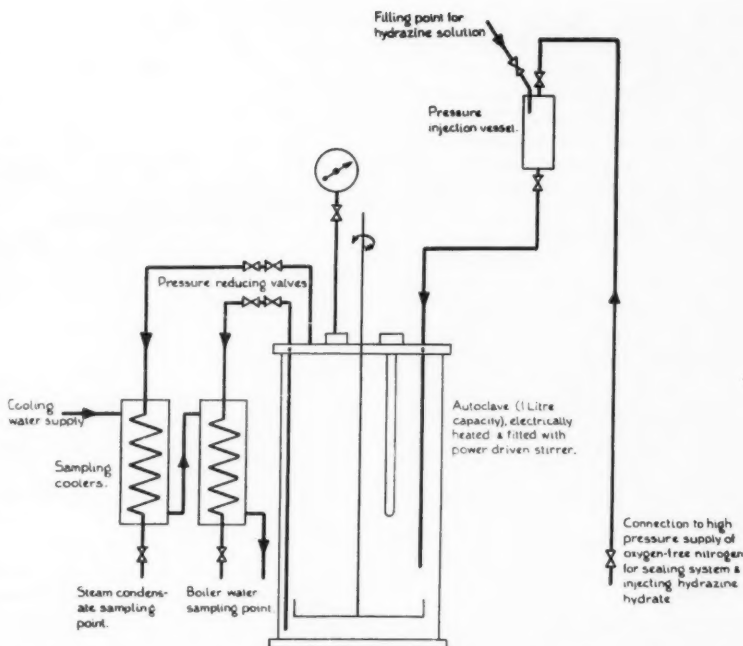 Filling point for
hydrazine solution
Pressure
injection vessel.
Pressure reducing valves
Cooling
water supply
Sampling
coolers.
Autoclave (1 Litre
capacity), electrically
heated & fitted with
power driven stirrer.
Connection to high
pressure supply of
oxygen-free nitrogen
for sealing system &
injecting hydrazine
hydrate
Steam conden-
sate sampling
point.
Boiler water
sampling point.